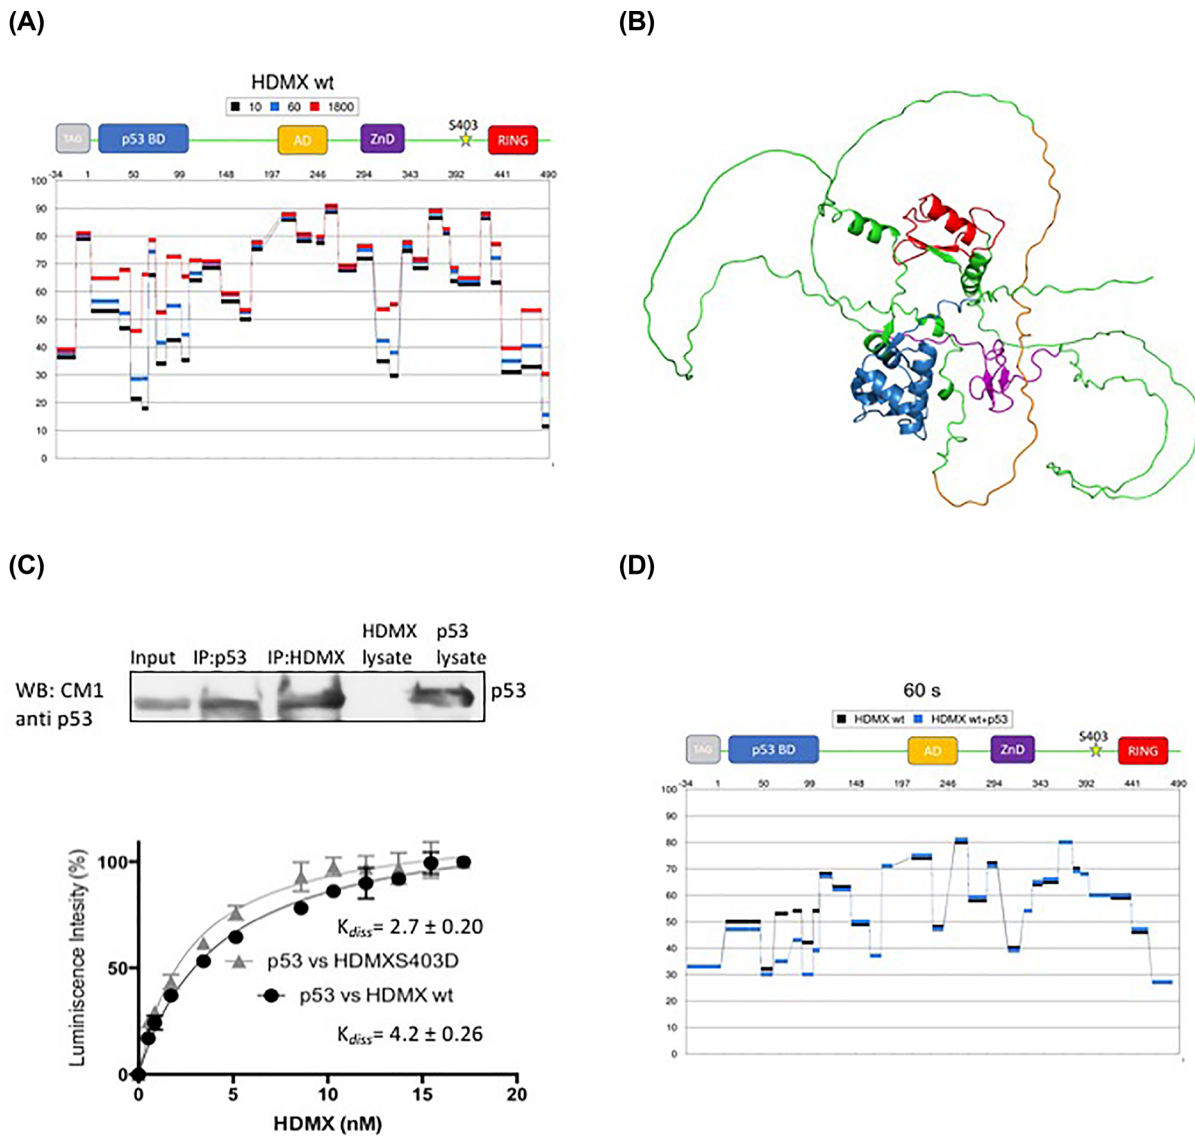 (A)
HDMX wt
10 60 1800
S403
TAG p53 BD AD ZnD RING
-34 1 50 99 148 197 246 294 343 392 441 490
100
90
80
70
60
50
40
30
20
10
0
(B)
(C)
HDMX p53
Input IP:p53 IP:HDMX lysate lysate
WB: CM1
anti p53
p53
Luminiscence Intesity (%)
100
50
0
Kdiss= 2.7 ± 0.20
p53 vs HDMXS403D
p53 vs HDMX wt
Kdiss= 4.2 ± 0.26
0 5 10 15 20
HDMX (nM)
(D)
60 s
HDMX wt HDMX wt+p53
S403
TAG p53 BD AD ZnD RING
-34 1 50 99 148 197 246 294 343 392 441 490
100
90
80
70
60
50
40
30
20
10
0